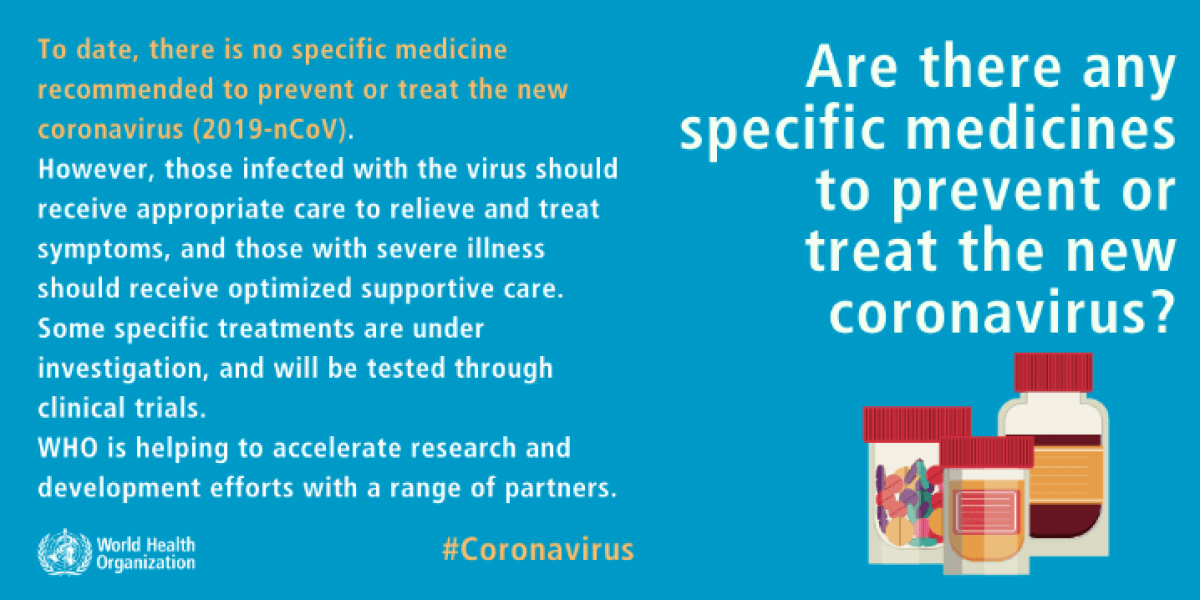 Are there any
specific medicines
to prevent or
treat the new
coronavirus?
To date, there is no specific medicine
recommended to prevent or treat the new
coronavirus (2019-nCoV).
However, those infected with the virus should
receive appropriate care to relieve and treat
symptoms, and those with severe illness
should receive optimized supportive care.
Some specific treatments are under
investigation, and will be tested through
clinical trials.
WHO is helping to accelerate research and
development efforts with a range of partners.
World Health
Organization
#Coronavirus